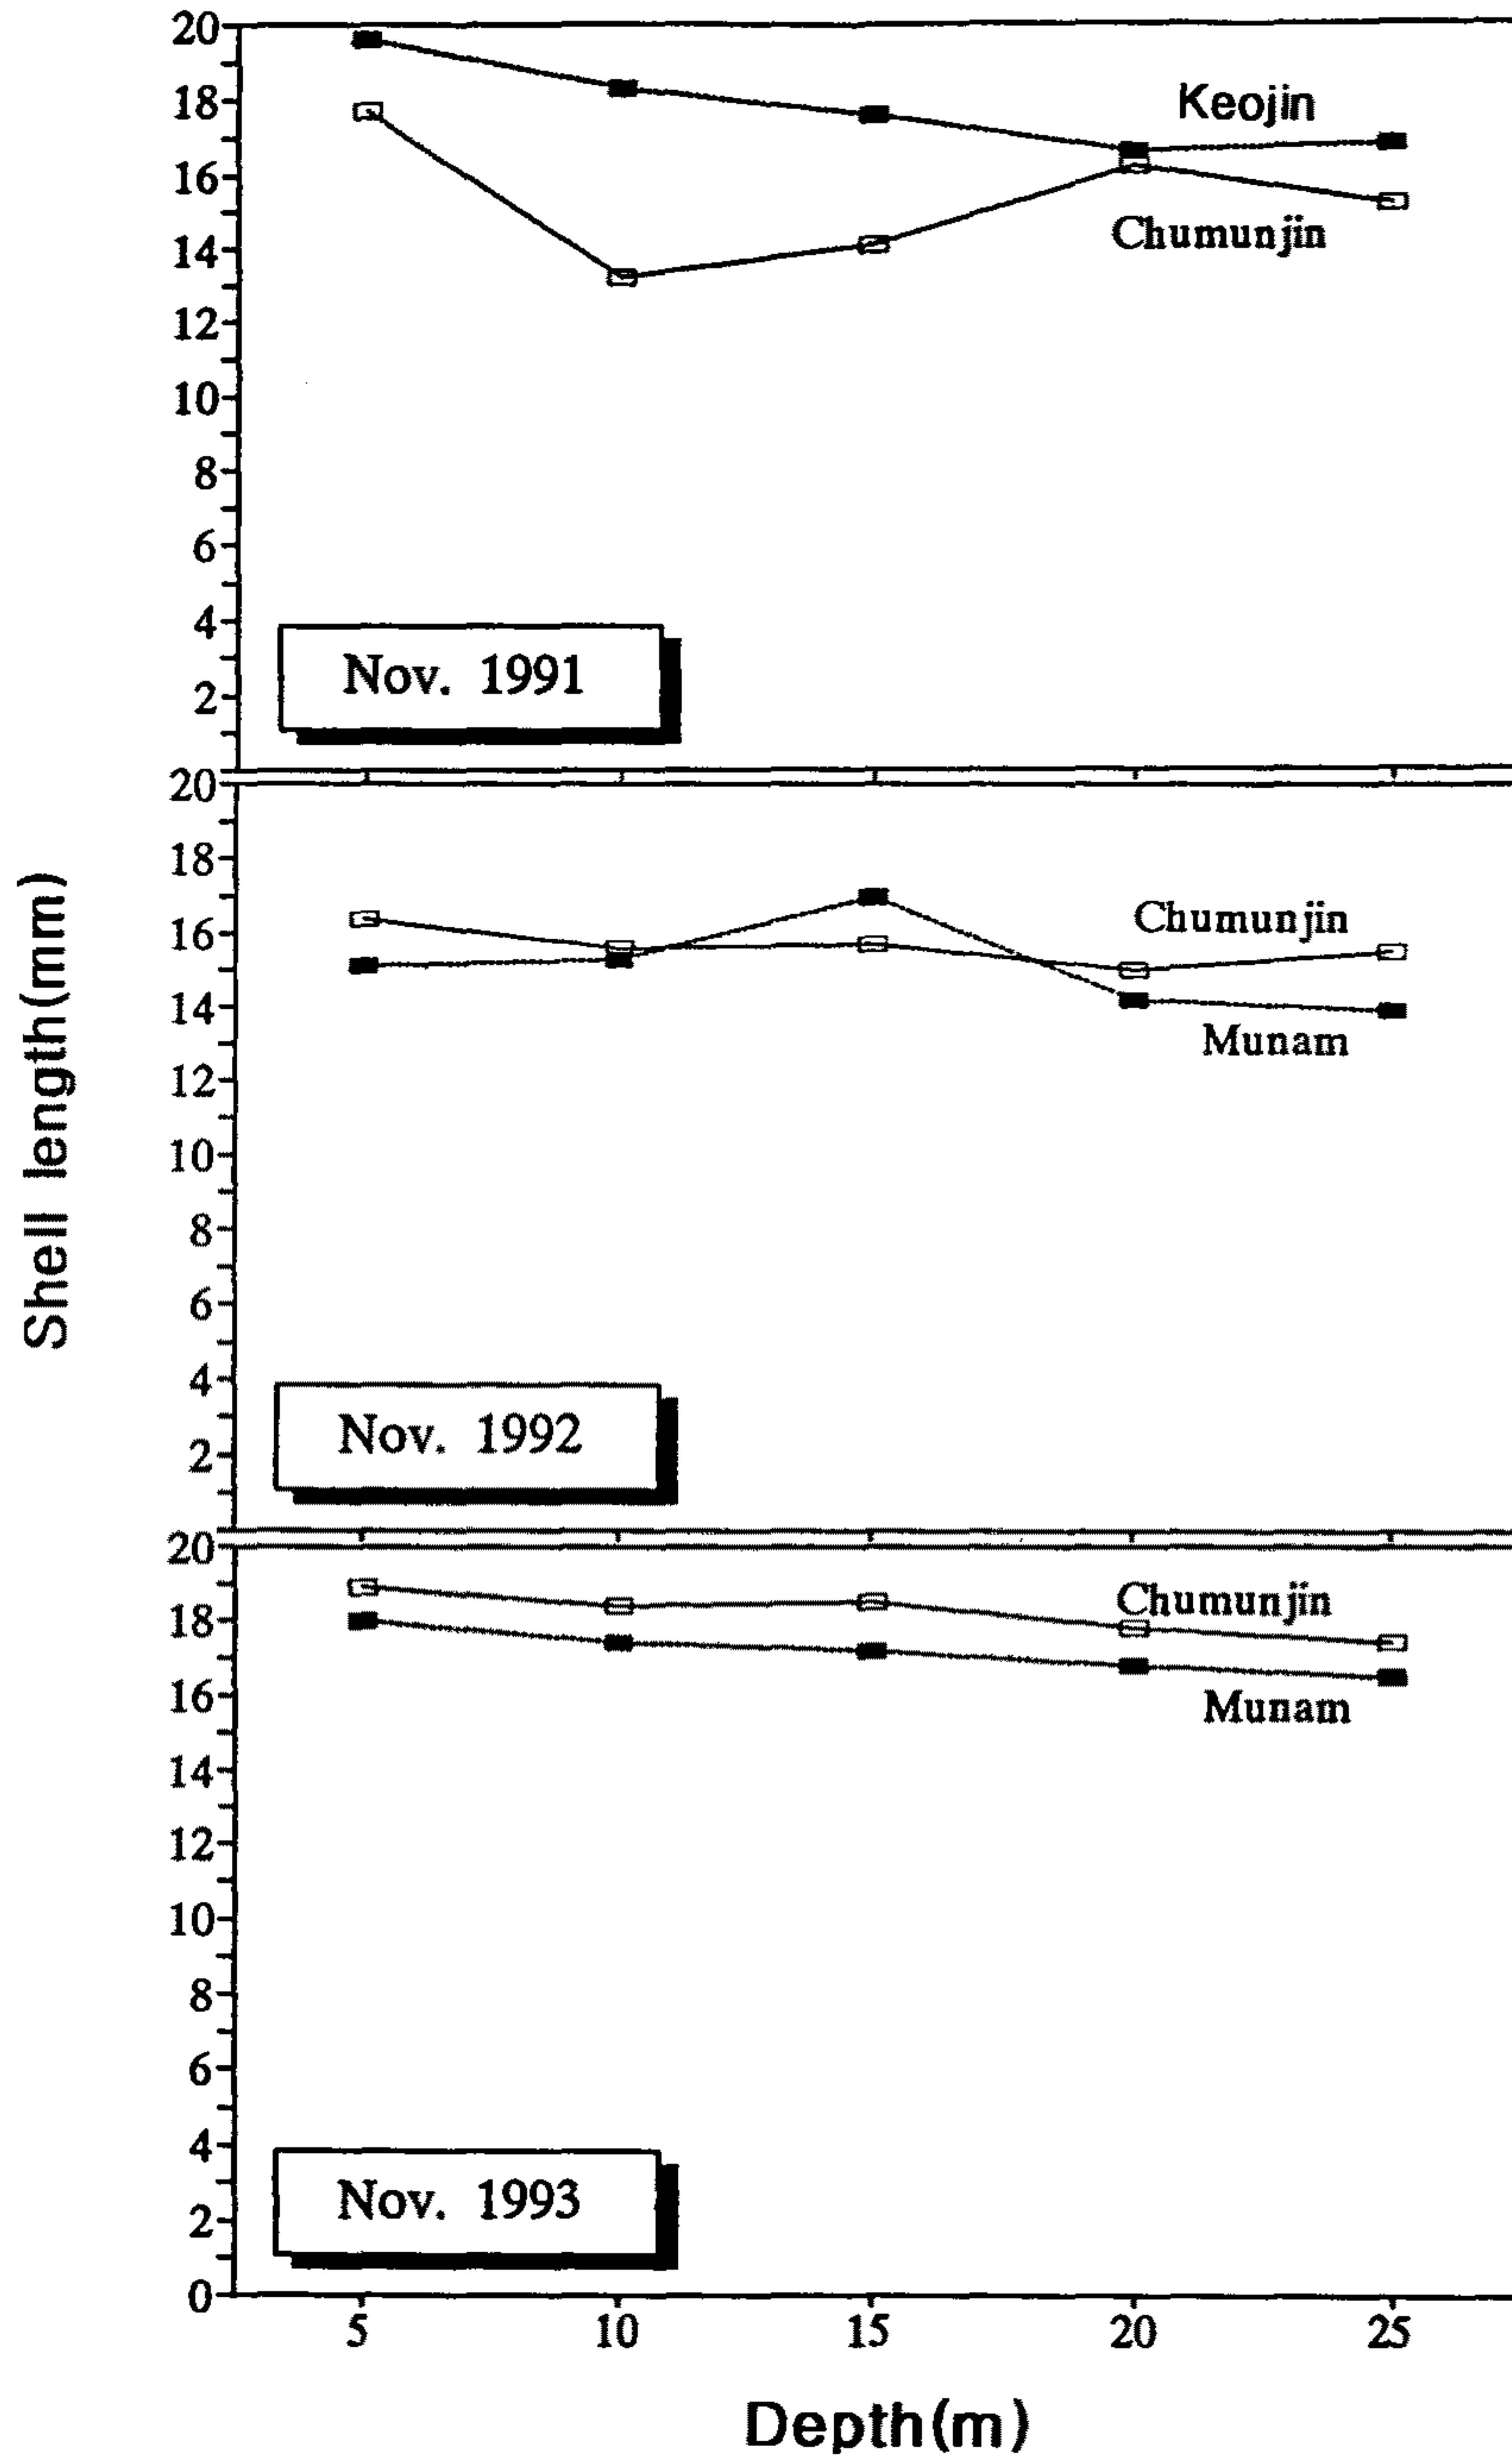 Shell length(mm)
20
18
16
14
12
10
8
6
4
2
Keojin
Chumunjin
Nov. 1991
20
18
16
14
12
10
8
6
4
2
Chumunjin
Munam
Nov. 1992
20
18
16
14
12
10
8
6
4
2
0
Chumunjin
Munam
Nov. 1993
5 10 15 20 25
Depth(m)